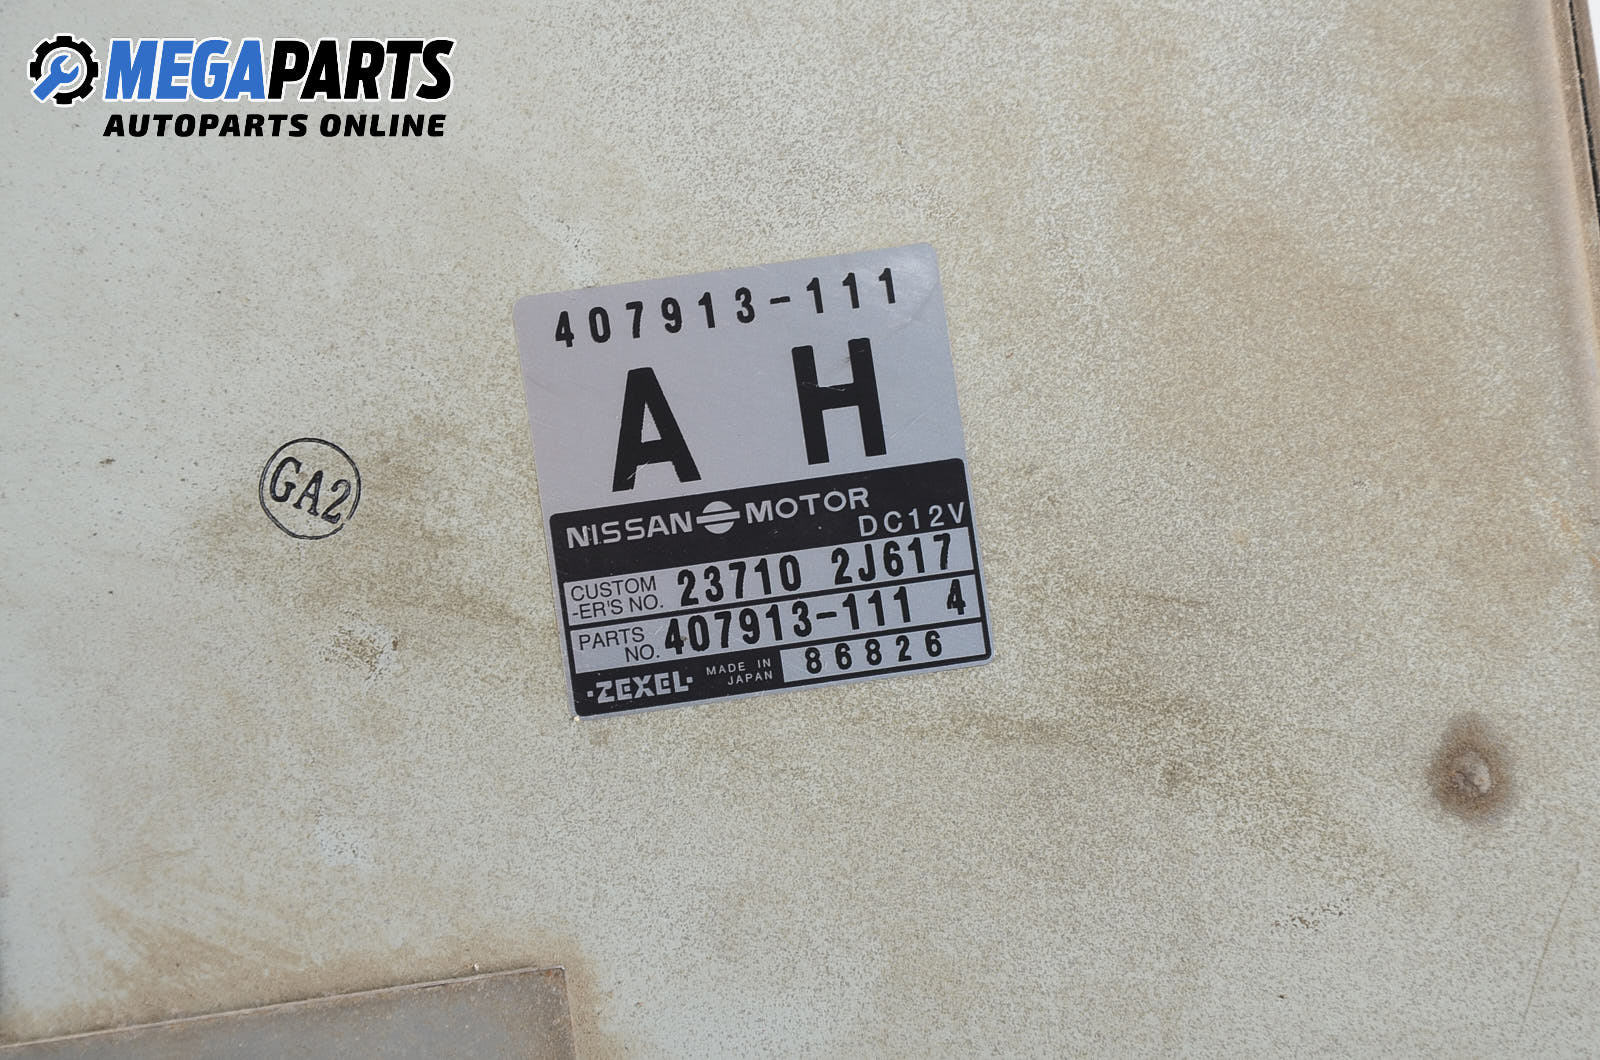 MEGAPARTS
AUTOPARTS ONLINE
407913-111
A H
NISSAN MOTOR
DC12V
CUSTOM
-ER'S NO. 23710 2J617
PARTS
NO. 407913-111 4
ZEXEL MADE IN
JAPAN
86826
GA2